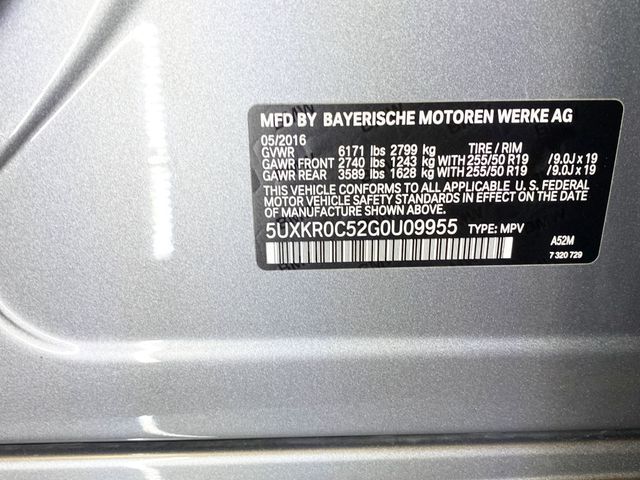 MFD BY BAYERISCHE MOTOREN WERKE AG
05/2016
GVWR 6171 lbs 2799 kg TIRE / RIM
GAWR FRONT 2740 lbs 1243 kg WITH 255/50 R19 /9.0J x 19
GAWR REAR 3589 lbs 1628 kg WITH 255/50 R19 /9.0J x 19
THIS VEHICLE CONFORMS TO ALL APPLICABLE U. S. FEDERAL
MOTOR VEHICLE SAFETY STANDARDS IN EFFECT ON THE DATE
OF MANUFACTURE SHOWN ABOVE.
5UXKR0C52G0U09955 TYPE: MPV
A52M
7 320 729